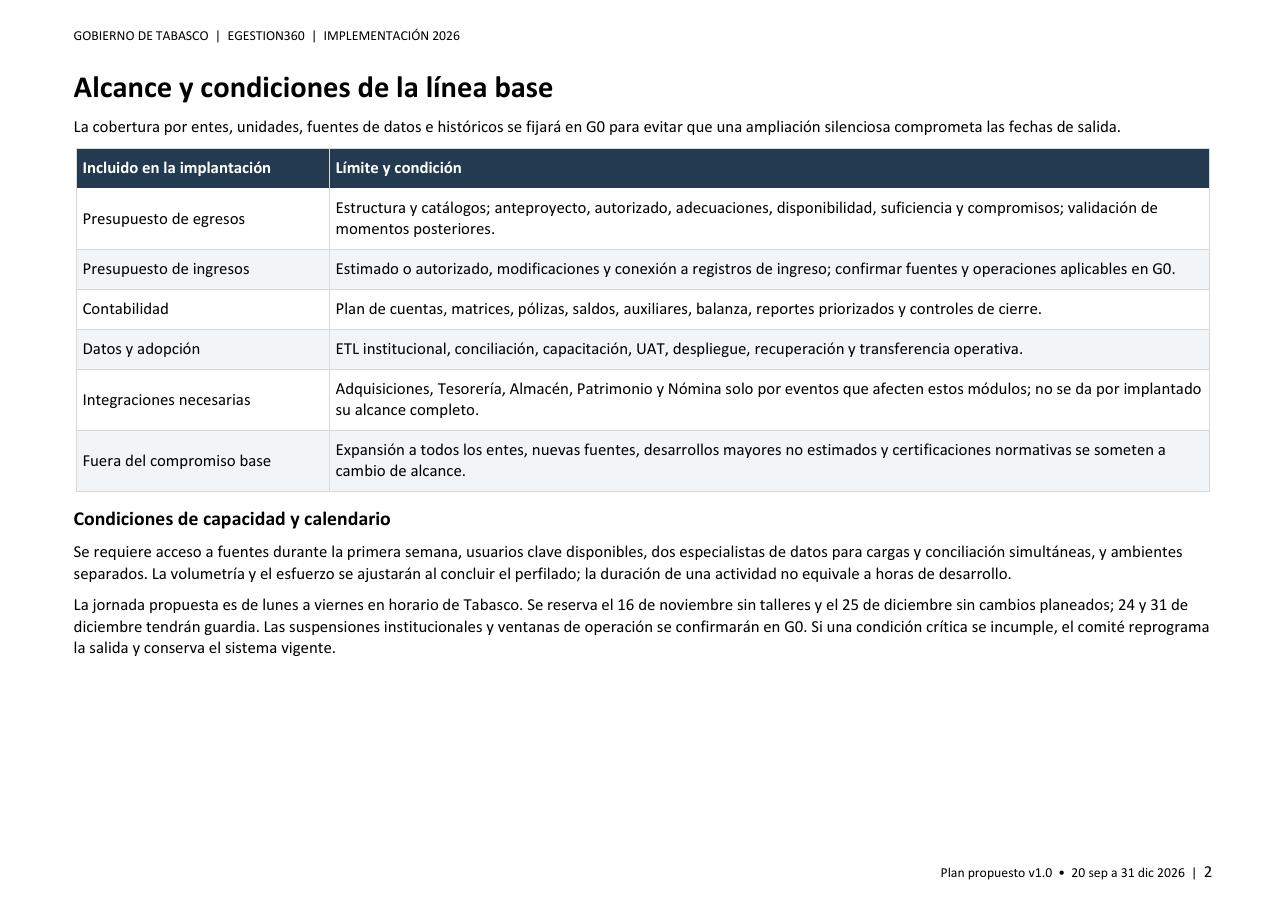 GOBIERNO DE TABASCO | EGESTION360 | IMPLEMENTACIÓN 2026
Alcance y condiciones de la línea base
La cobertura por entes, unidades, fuentes de datos e históricos se fijará en G0 para evitar que una ampliación silenciosa comprometa las fechas de salida.
Incluido en la implantación
Límite y condición
Presupuesto de egresos
Estructura y catálogos; anteproyecto, autorizado, adecuaciones, disponibilidad, suficiencia y compromisos; validación de
momentos posteriores.
Presupuesto de ingresos
Estimado o autorizado, modificaciones y conexión a registros de ingreso; confirmar fuentes y operaciones aplicables en G0.
Contabilidad
Plan de cuentas, matrices, pólizas, saldos, auxiliares, balanza, reportes priorizados y controles de cierre.
Datos y adopción
ETL institucional, conciliación, capacitación, UAT, despliegue, recuperación y transferencia operativa.
Integraciones necesarias
Adquisiciones, Tesorería, Almacén, Patrimonio y Nómina solo por eventos que afecten estos módulos; no se da por implantado
su alcance completo.
Fuera del compromiso base
Expansión a todos los entes, nuevas fuentes, desarrollos mayores no estimados y certificaciones normativas se someten a
cambio de alcance.
Condiciones de capacidad y calendario
Se requiere acceso a fuentes durante la primera semana, usuarios clave disponibles, dos especialistas de datos para cargas y conciliación simultáneas, y ambientes
separados. La volumetría y el esfuerzo se ajustarán al concluir el perfilado; la duración de una actividad no equivale a horas de desarrollo.
La jornada propuesta es de lunes a viernes en horario de Tabasco. Se reserva el 16 de noviembre sin talleres y el 25 de diciembre sin cambios planeados; 24 y 31 de
diciembre tendrán guardia. Las suspensiones institucionales y ventanas de operación se confirmarán en G0. Si una condición crítica se incumple, el comité reprograma
la salida y conserva el sistema vigente.
Plan propuesto v1.0 • 20 sep a 31 dic 2026 | 2